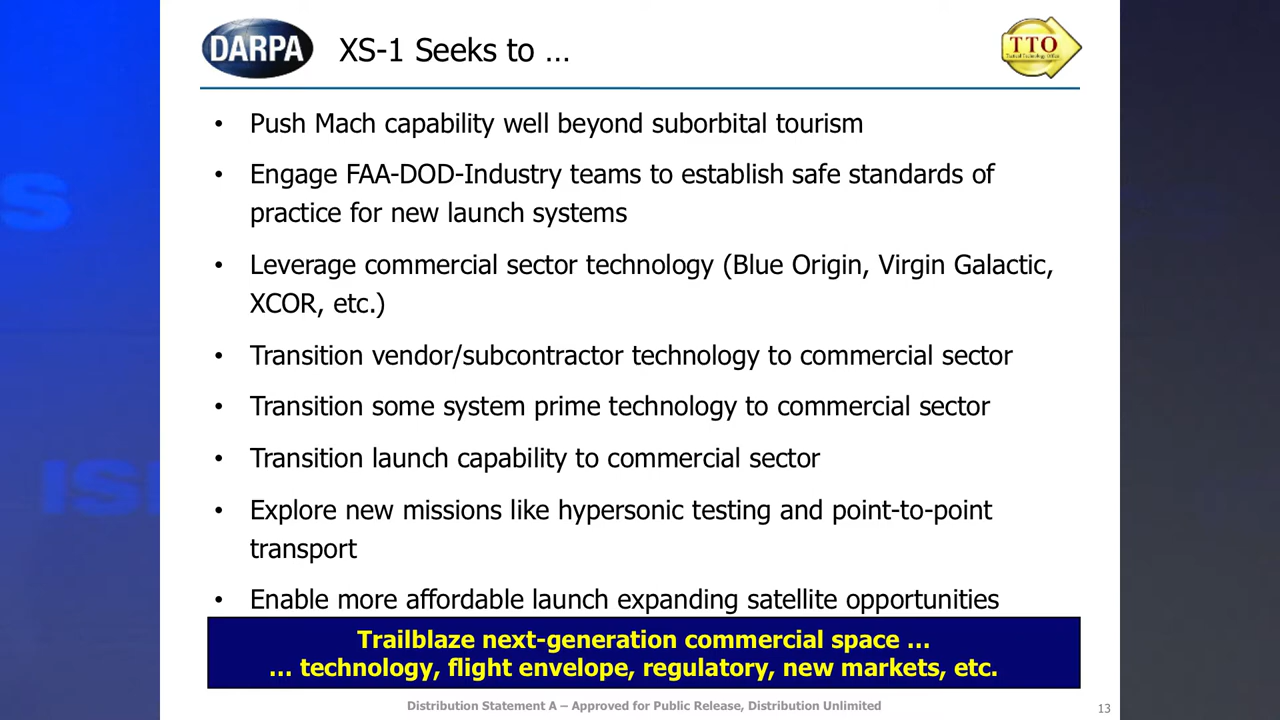 DARPA
XS-1 Seeks to …
TTO
Tactical Technology Office
• Push Mach capability well beyond suborbital tourism
• Engage FAA-DOD-Industry teams to establish safe standards of
practice for new launch systems
• Leverage commercial sector technology (Blue Origin, Virgin Galactic,
XCOR, etc.)
• Transition vendor/subcontractor technology to commercial sector
• Transition some system prime technology to commercial sector
• Transition launch capability to commercial sector
• Explore new missions like hypersonic testing and point-to-point
transport
• Enable more affordable launch expanding satellite opportunities
Trailblaze next-generation commercial space …
… technology, flight envelope, regulatory, new markets, etc.
Distribution Statement A – Approved for Public Release, Distribution Unlimited
13